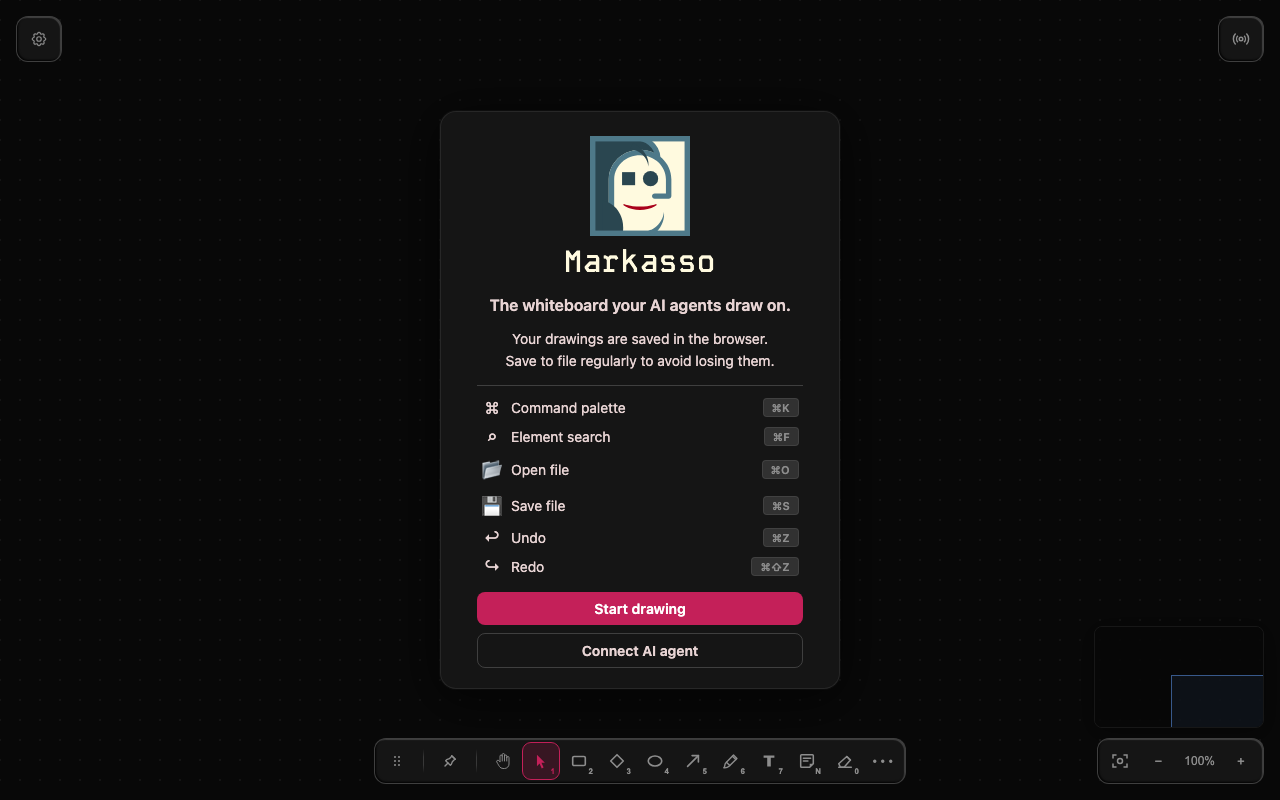 Markasso
The whiteboard your AI agents draw on.
Your drawings are saved in the browser.
Save to file regularly to avoid losing them.
⌘ Command palette ⌘K
Element search ⌘F
Open file ⌘O
Save file ⌘S
Undo ⌘Z
Redo ⌘⇧Z
Start drawing
Connect AI agent
1 2 3 4 5 6 T 7 N 0
− 100% +